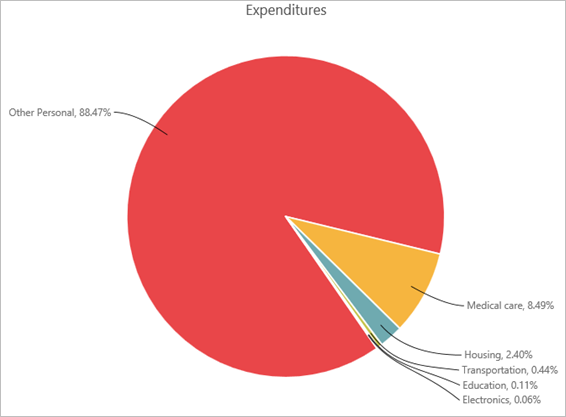 Expenditures
Other Personal, 88.47%
Medical care, 8.49%
Housing, 2.40%
Transportation, 0.44%
Education, 0.11%
Electronics, 0.06%